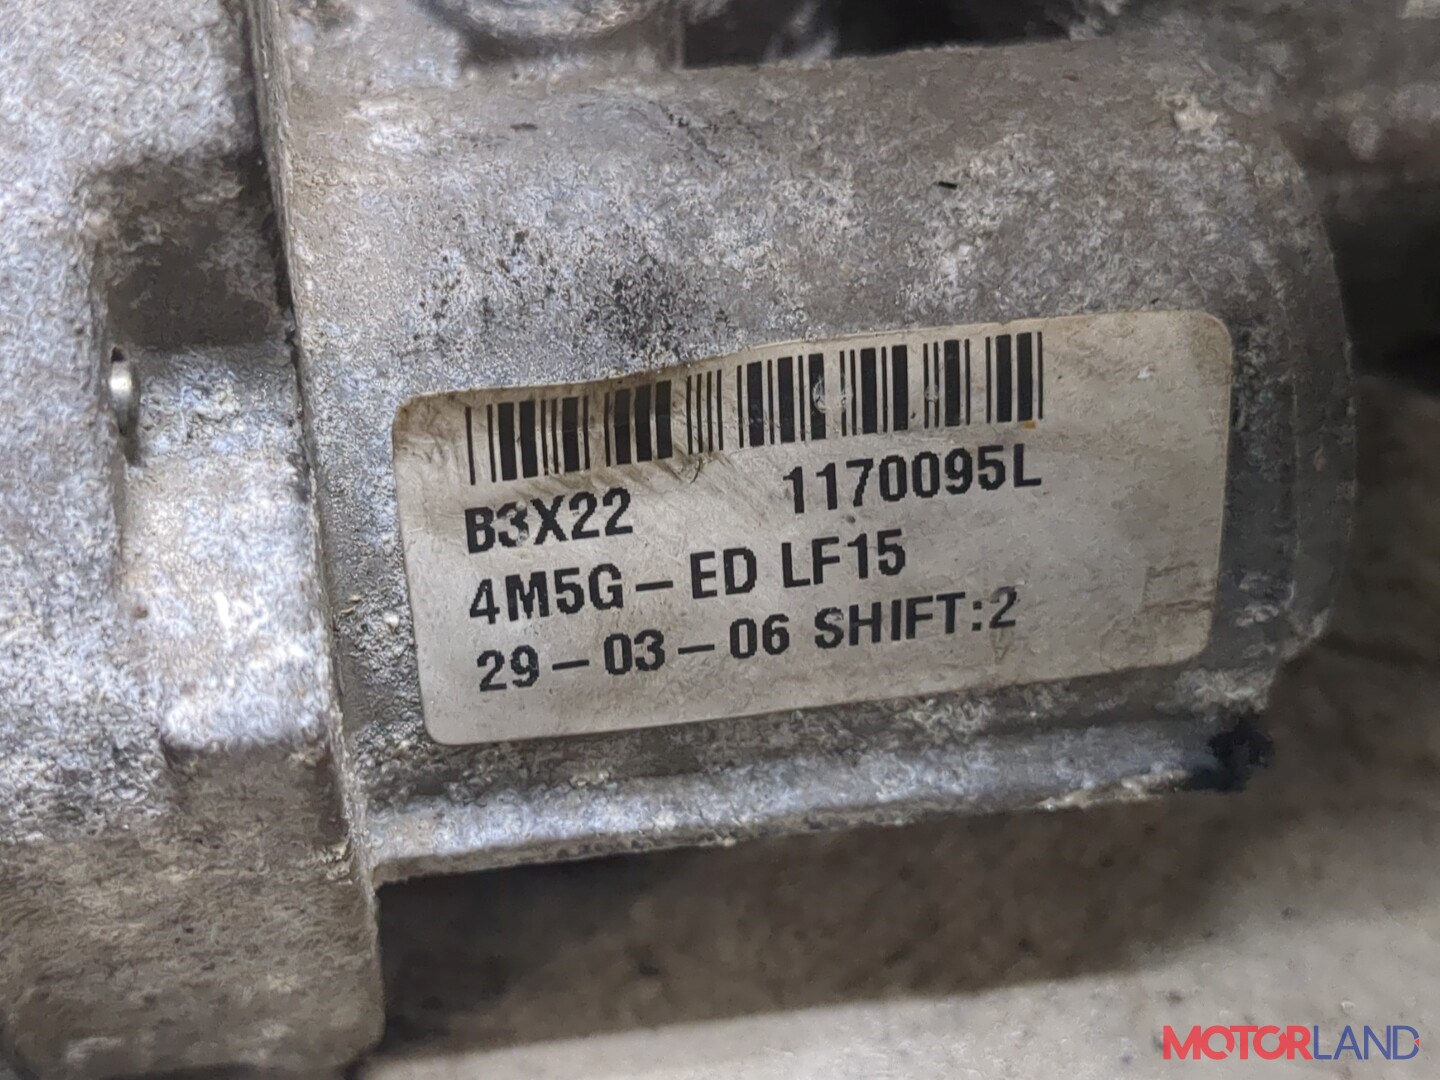 B3X22 1170095L
4M5G-ED LF15
29-03-06 SHIFT:2
MOTORLAND